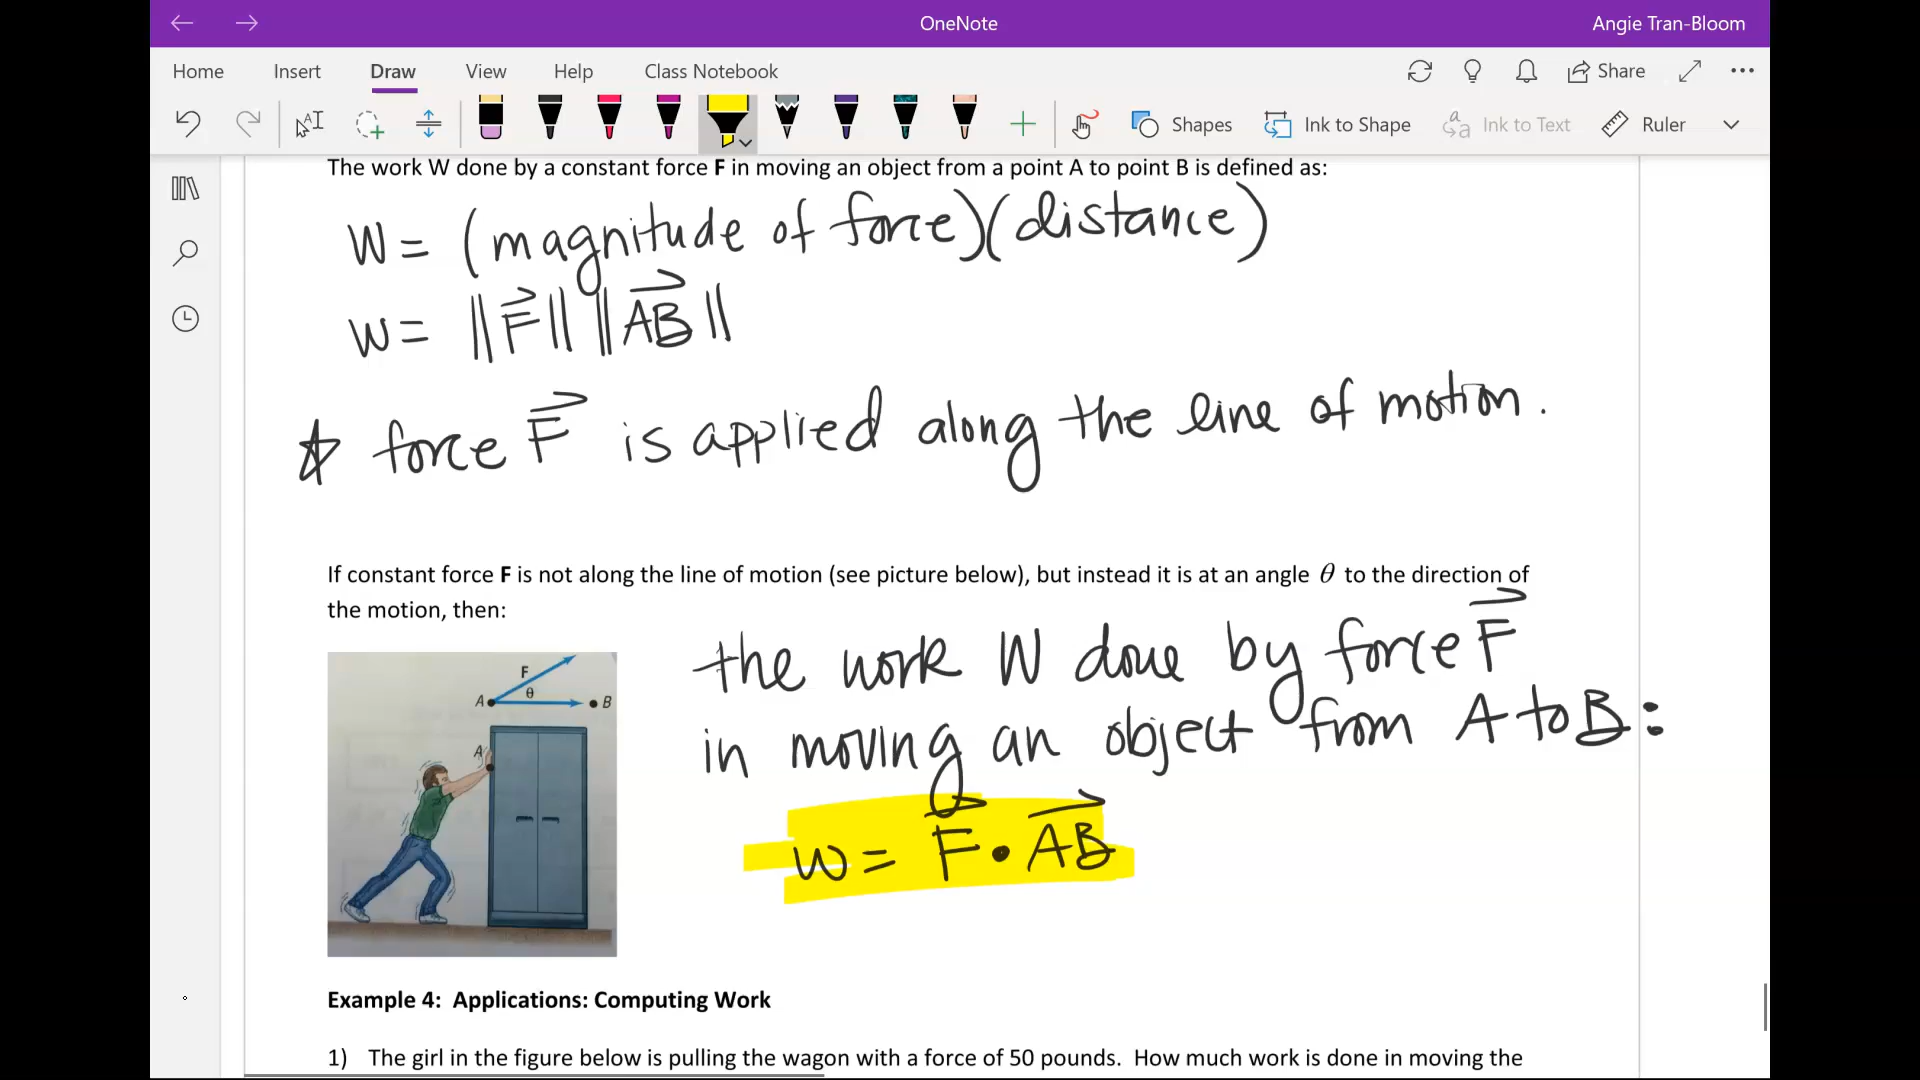 OneNote
Angie Tran-Bloom
Home Insert Draw View Help Class Notebook Share
Shapes Ink to Shape Ink to Text Ruler
The work W done by a constant force F in moving an object from a point A to point B is defined as:
W = (magnitude of force)(distance)
W = ||F|| ||AB||
force F is applied along the line of motion.
If constant force F is not along the line of motion (see picture below), but instead it is at an angle θ to the direction of
the motion, then:
the work W done by force F
in moving an object from A to B:
W = F • AB
F
θ
A B
A
Example 4: Applications: Computing Work
1) The girl in the figure below is pulling the wagon with a force of 50 pounds. How much work is done in moving the